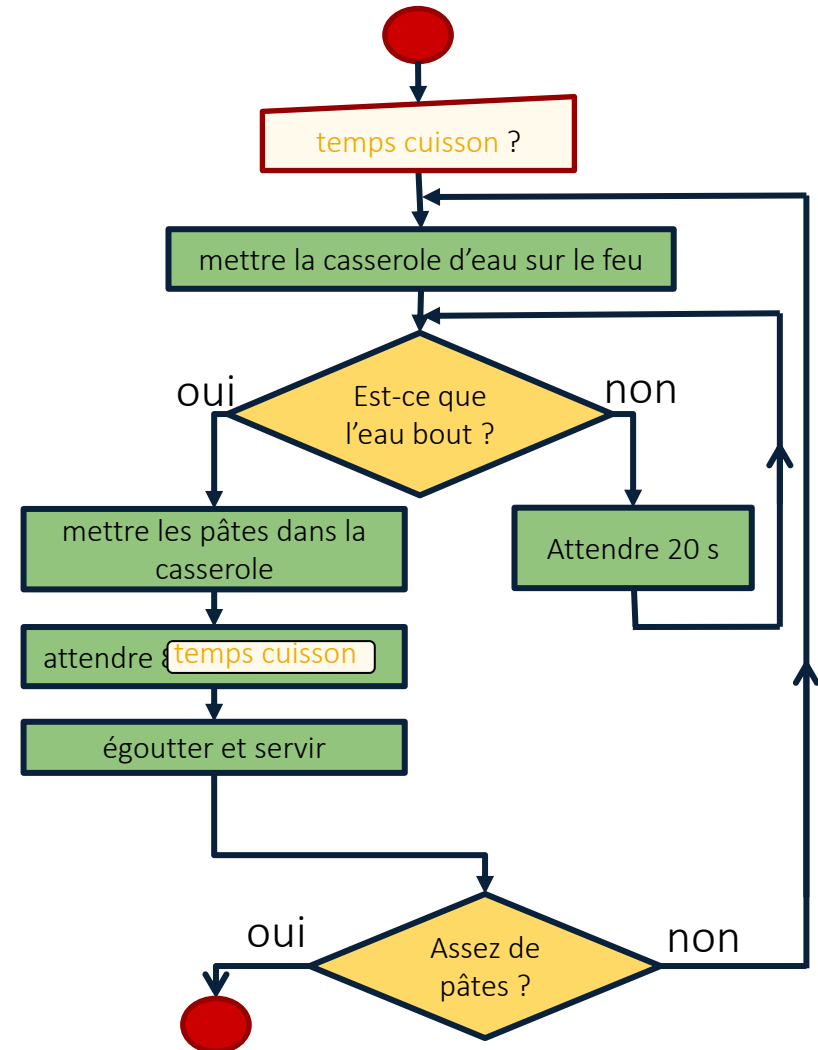 temps cuisson ?
mettre la casserole d’eau sur le feu
oui
non
Est-ce que
l’eau bout ?
mettre les pâtes dans la
casserole
Attendre 20 s
attendre temps cuisson
égoutter et servir
oui
non
Assez de
pâtes ?